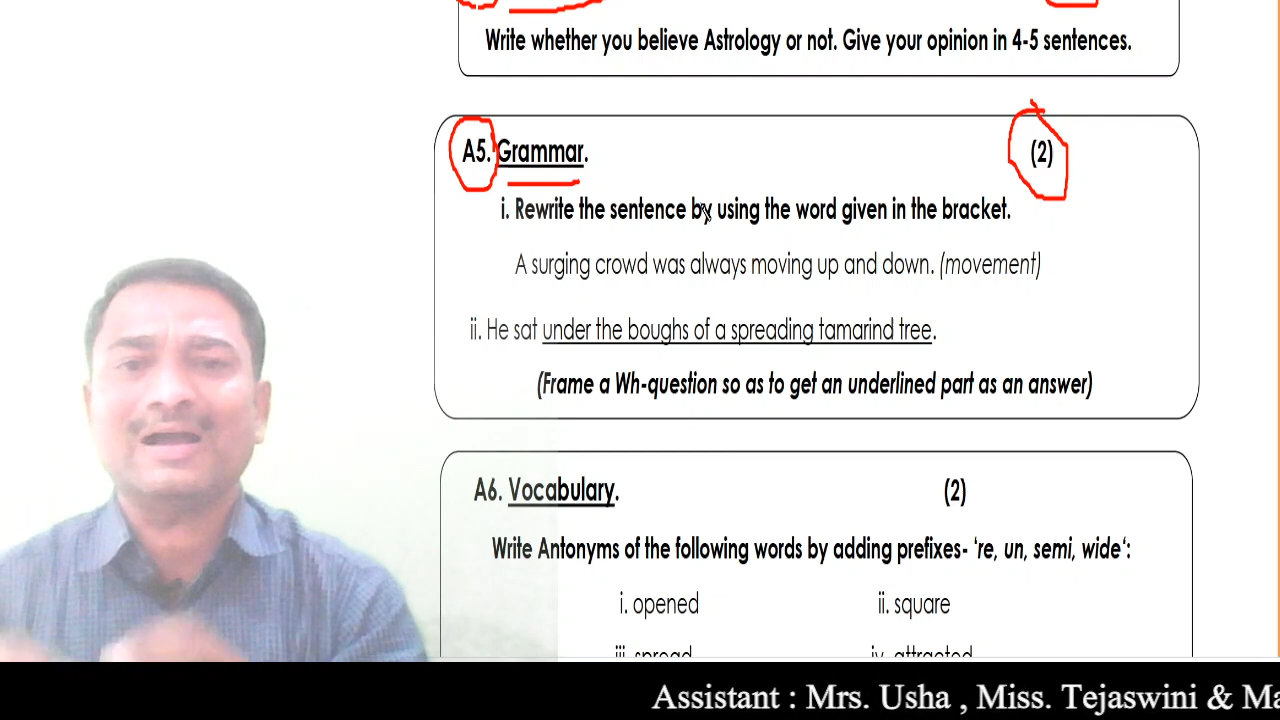 Write whether you believe Astrology or not. Give your opinion in 4-5 sentences.
A5. Grammar. (2)
i. Rewrite the sentence by using the word given in the bracket.
A surging crowd was always moving up and down. (movement)
ii. He sat under the boughs of a spreading tamarind tree.
(Frame a Wh-question so as to get an underlined part as an answer)
A6. Vocabulary. (2)
Write Antonyms of the following words by adding prefixes- 're, un, semi, wide':
i. opened ii. square
iii. spread iv. attracted
Assistant : Mrs. Usha , Miss. Tejaswini &